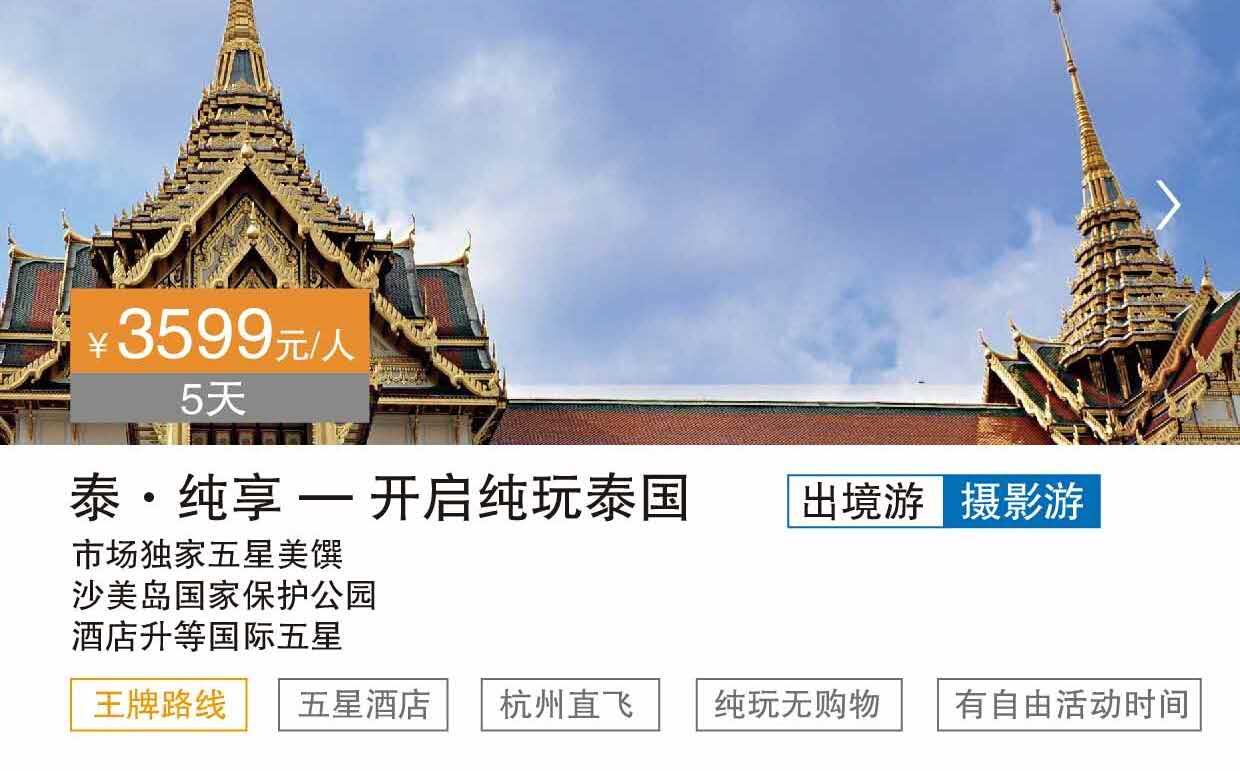 ¥3599元/人
5天
泰·纯享 — 开启纯玩泰国
出境游 摄影游
市场独家五星美馔
沙美岛国家保护公园
酒店升等国际五星
王牌路线 五星酒店 杭州直飞 纯玩无购物 有自由活动时间